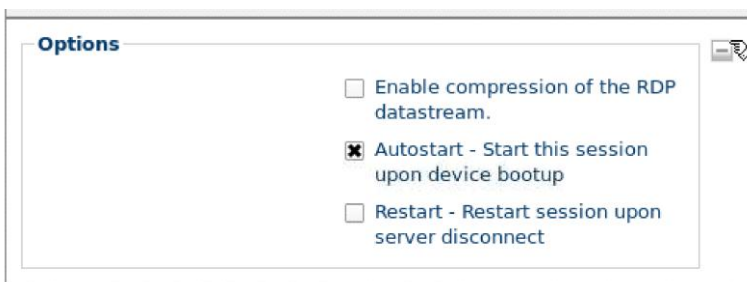 Options
Enable compression of the RDP
datastream.
Autostart - Start this session
upon device bootup
Restart - Restart session upon
server disconnect